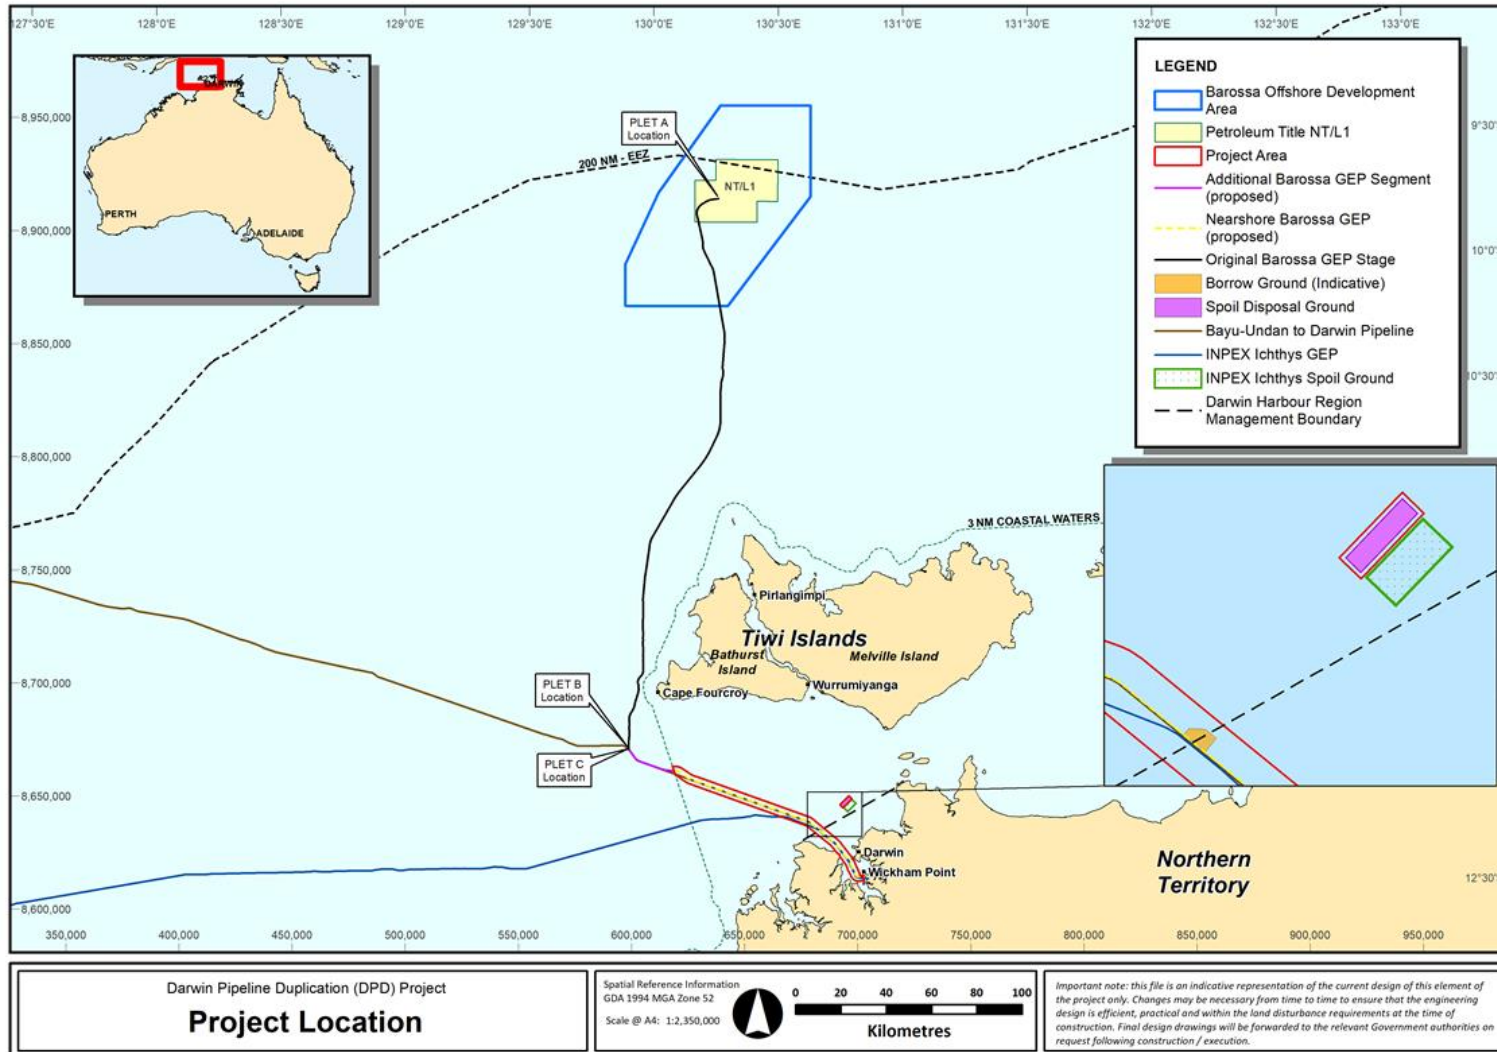 127°30'E
128°0'E
128°30'E
129°0'E
129°30'E
130°0'E
130°30'E
131°0'E
131°30'E
132°0'E
132°30'E
133°0'E
DARWIN
PERTH
ADELAIDE
8,950,000
8,900,000
8,850,000
8,800,000
8,750,000
8,700,000
8,650,000
8,600,000
PLET A
Location
200 NM - EEZ
NT/L1
LEGEND
Barossa Offshore Development
Area
Petroleum Title NT/L1
Project Area
Additional Barossa GEP Segment
(proposed)
Nearshore Barossa GEP
(proposed)
Original Barossa GEP Stage
Borrow Ground (Indicative)
Spoil Disposal Ground
Bayu-Undan to Darwin Pipeline
INPEX Ichthys GEP
INPEX Ichthys Spoil Ground
Darwin Harbour Region
Management Boundary
10°0'
12°30'
3 NM COASTAL WATERS
Pirlangimpi
Tiwi Islands
Bathurst
Island
Melville Island
Cape Fourcroy
Wurrumiyanga
PLET B
Location
PLET C
Location
Darwin
Wickham Point
Northern
Territory
350,000
400,000
450,000
500,000
550,000
600,000
650,000
700,000
750,000
800,000
850,000
900,000
950,000
Darwin Pipeline Duplication (DPD) Project
Project Location
Spatial Reference Information
GDA 1994 MGA Zone 52
Scale @ A4: 1:2,350,000
0 20 40 60 80 100
Kilometres
Important note: this file is an indicative representation of the current design of this element of
the project only. Changes may be necessary from time to time to ensure that the engineering
design is efficient, practical and within the land disturbance requirements at the time of
construction. Final design drawings will be forwarded to the relevant Government authorities on
request following construction / execution.